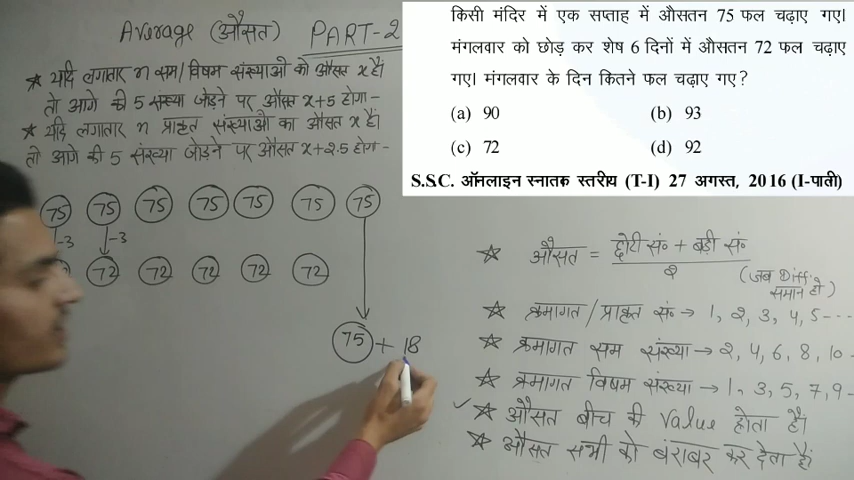 Average (औसत) PART-2
★ यदि लगातार n सम/विषम संख्याओं का औसत x है।
तो आगे की 5 संख्या जोड़ने पर औसत x+5 होगा-
★ यदि लगातार n प्राकृत संख्याओं का औसत x है।
तो आगे की 5 संख्या जोड़ने पर औसत x+2.5 होगा-
किसी मंदिर में एक सप्ताह में औसतन 75 फल चढ़ाए गए।
मंगलवार को छोड़ कर शेष 6 दिनों में औसतन 72 फल चढ़ाए
गए। मंगलवार के दिन कितने फल चढ़ाए गए ?
(a) 90 (b) 93
(c) 72 (d) 92
S.S.C. ऑनलाइन स्नातक स्तरीय (T-I) 27 अगस्त, 2016 (I-पाली)
75 75 75 75 75 75 75
-3 -3
72 72 72 72 72
75 + 18
☆ औसत = छोटी सं० + बड़ी सं० / २
(जब Diff. समान हो)
☆ क्रमागत/प्राकृत सं० → 1, 2, 3, 4, 5----
☆ क्रमागत सम संख्या → 2, 4, 6, 8, 10-
☆ क्रमागत विषम संख्या → 1, 3, 5, 7, 9-
✓ ☆ औसत बीच की Value होता है।
☆ औसत सभी को बराबर कर देता है।